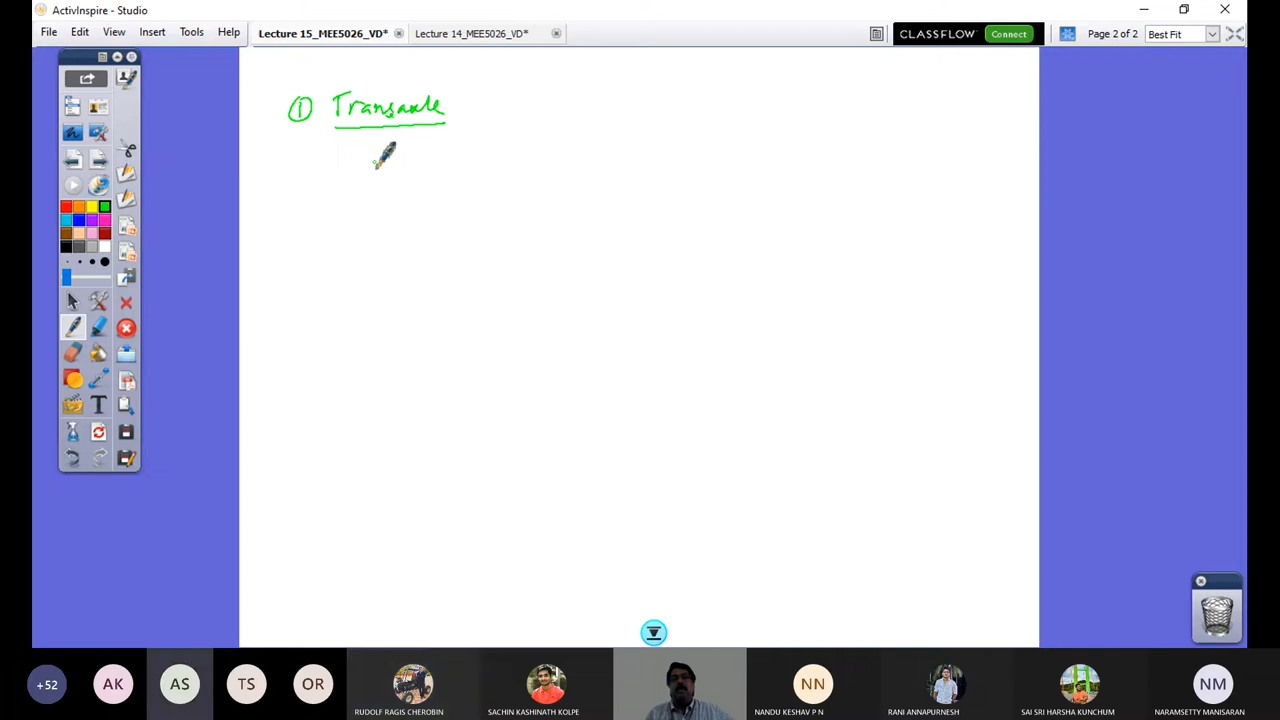 ActivInspire - Studio
File Edit View Insert Tools Help
Lecture 15_MEE5026_VD* Lecture 14_MEE5026_VD*
CLASSFLOW Connect
Page 2 of 2 Best Fit
① Transaxle
+52 AK AS TS OR NN NM
RUDOLF RAGIS CHEROBIN SACHIN KASHINATH KOLPE NANDU KESHAV P N RANI ANNAPURNESH SAI SRI HARSHA KUNCHUM NARAMSETTY MANISARAN